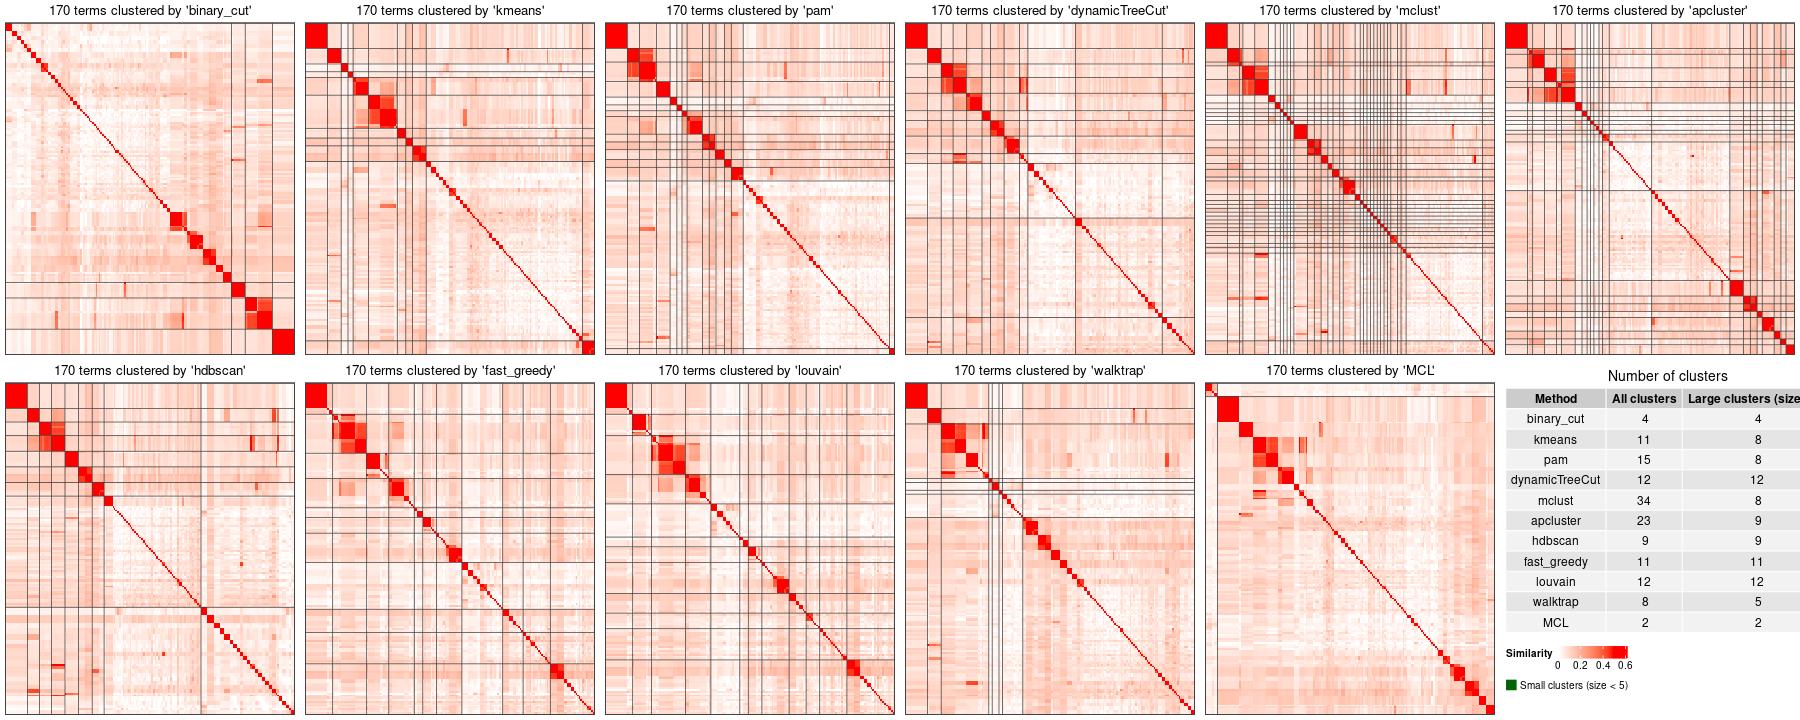 170 terms clustered by 'binary_cut'
170 terms clustered by 'kmeans'
170 terms clustered by 'pam'
170 terms clustered by 'dynamicTreeCut'
170 terms clustered by 'mclust'
170 terms clustered by 'apcluster'
170 terms clustered by 'hdbscan'
170 terms clustered by 'fast_greedy'
170 terms clustered by 'louvain'
170 terms clustered by 'walktrap'
170 terms clustered by 'MCL'
Number of clusters
Method All clusters Large clusters (size
binary_cut 4 4
kmeans 11 8
pam 15 8
dynamicTreeCut 12 12
mclust 34 8
apcluster 23 9
hdbscan 9 9
fast_greedy 11 11
louvain 12 12
walktrap 8 5
MCL 2 2
Similarity
0 0.2 0.4 0.6
Small clusters (size < 5)